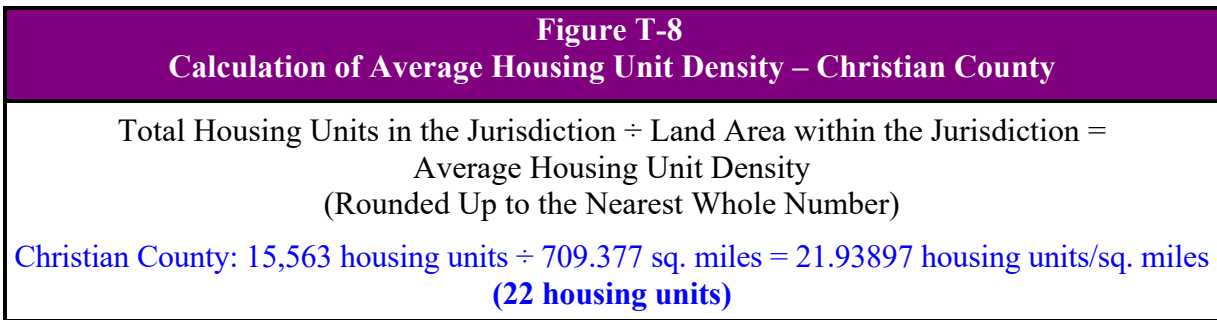 Figure T-8
Calculation of Average Housing Unit Density – Christian County
Total Housing Units in the Jurisdiction ÷ Land Area within the Jurisdiction =
Average Housing Unit Density
(Rounded Up to the Nearest Whole Number)
Christian County: 15,563 housing units ÷ 709.377 sq. miles = 21.93897 housing units/sq. miles
(22 housing units)